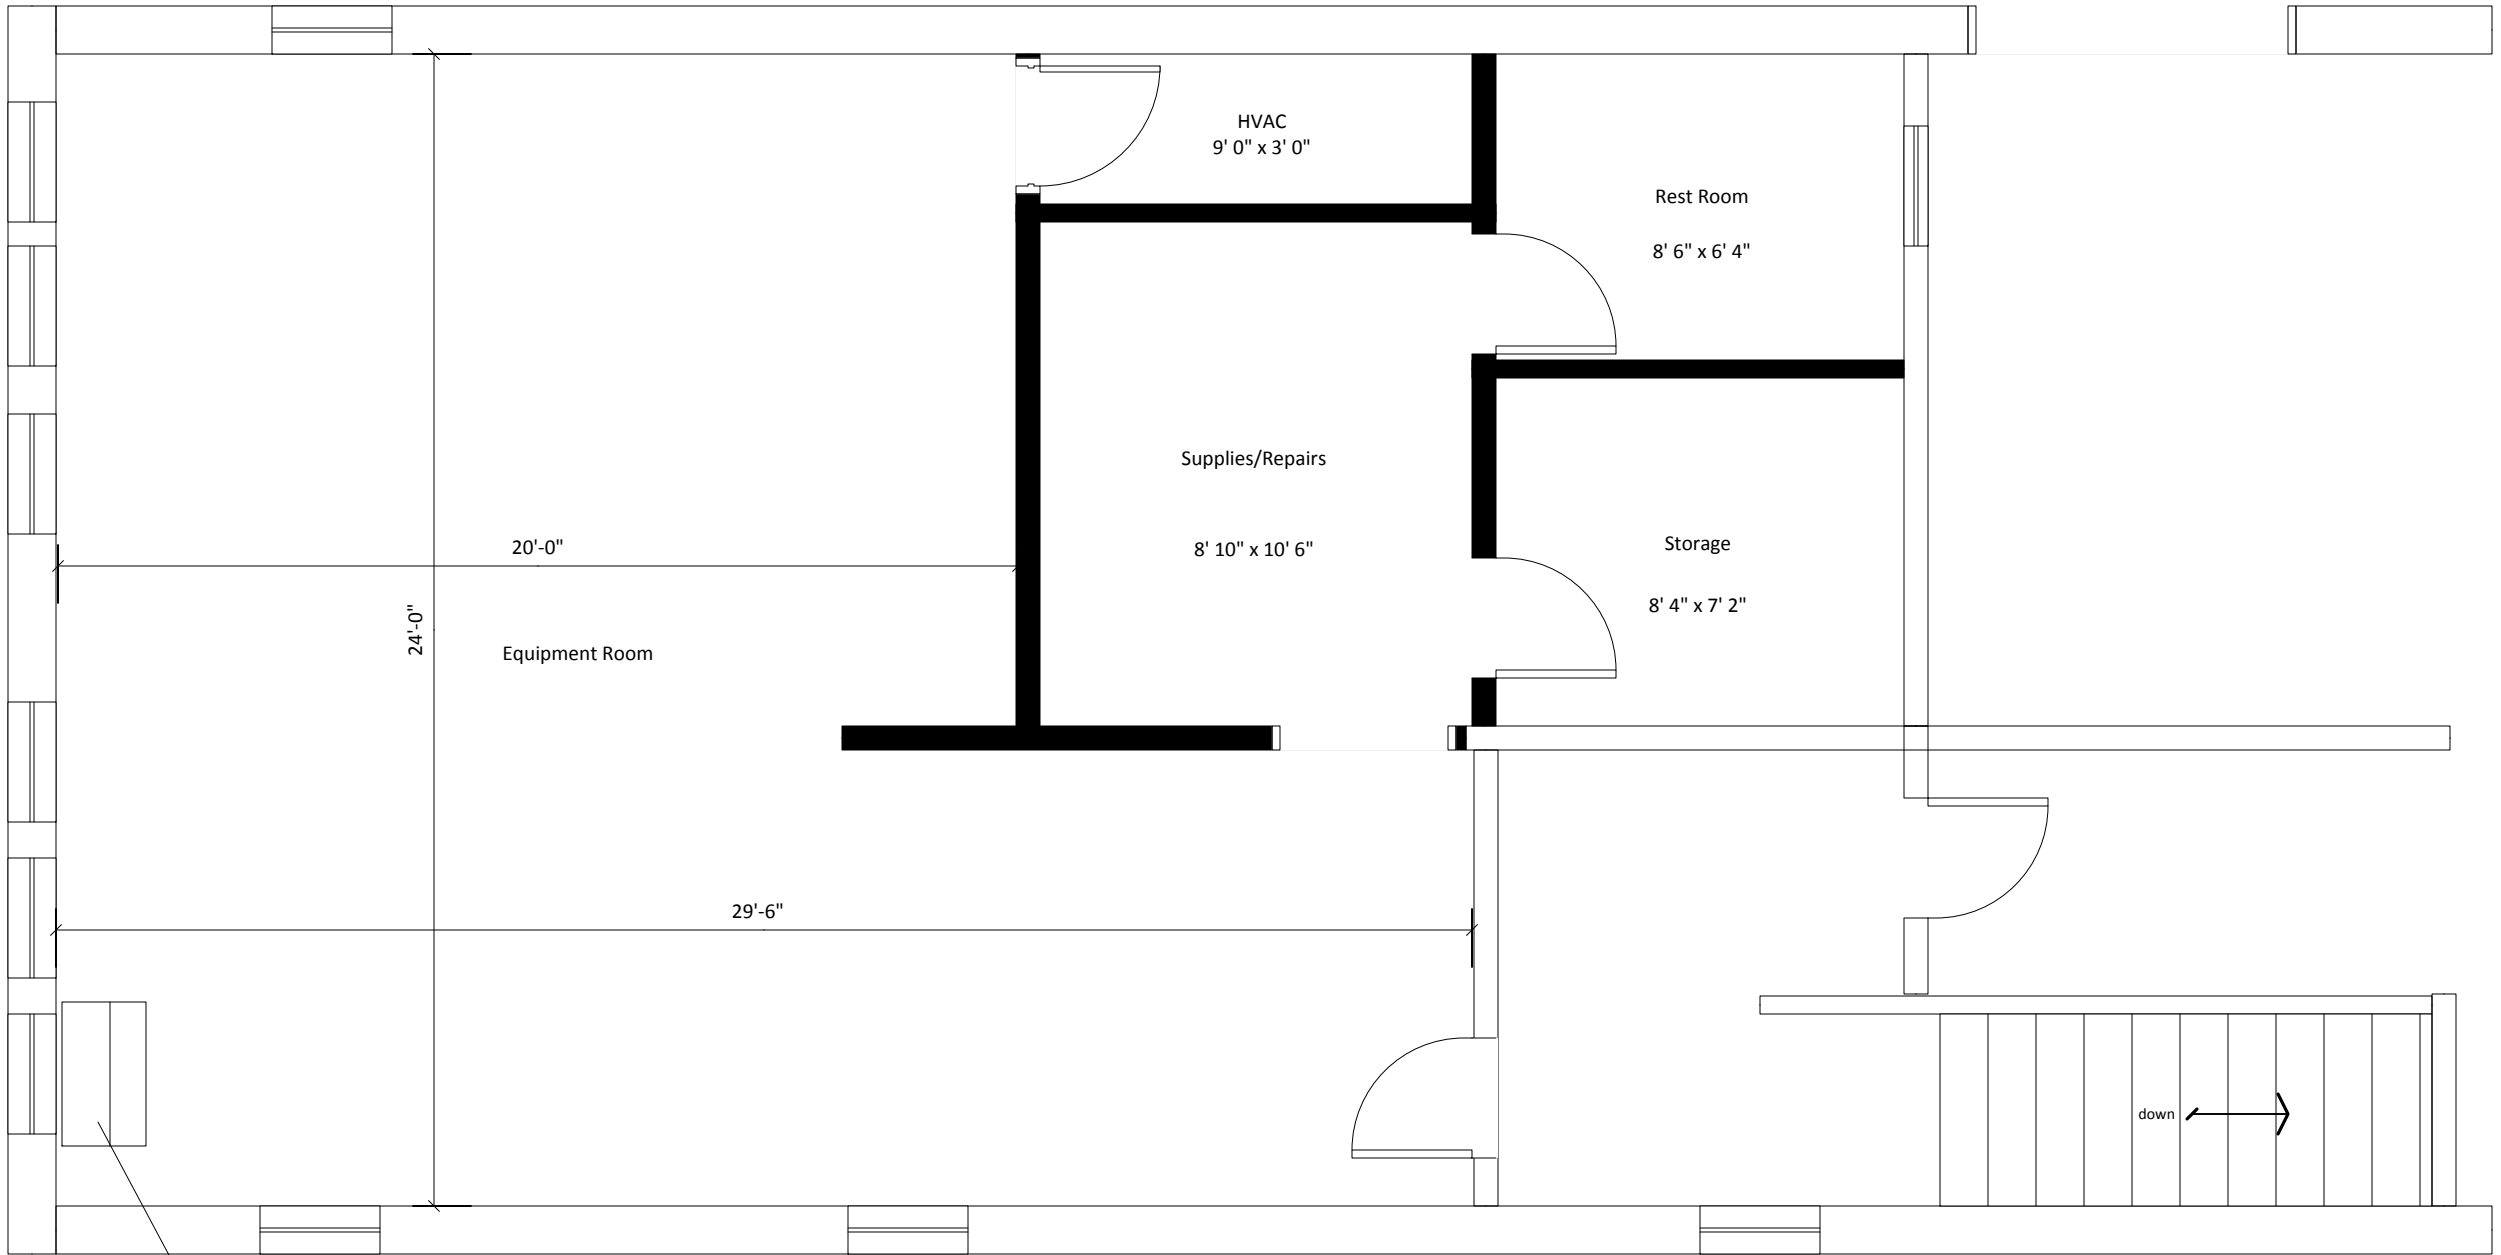 HVAC
9' 0" x 3' 0"
Rest Room
8' 6" x 6' 4"
Supplies/Repairs
8' 10" x 10' 6"
Storage
8' 4" x 7' 2"
20'-0"
24'-0"
Equipment Room
29'-6"
down